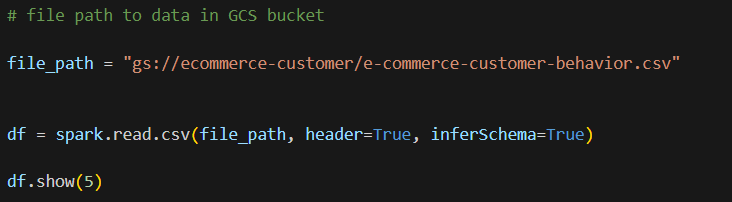 # file path to data in GCS bucket
file_path = "gs://ecommerce-customer/e-commerce-customer-behavior.csv"
df = spark.read.csv(file_path, header=True, inferSchema=True)
df.show(5)